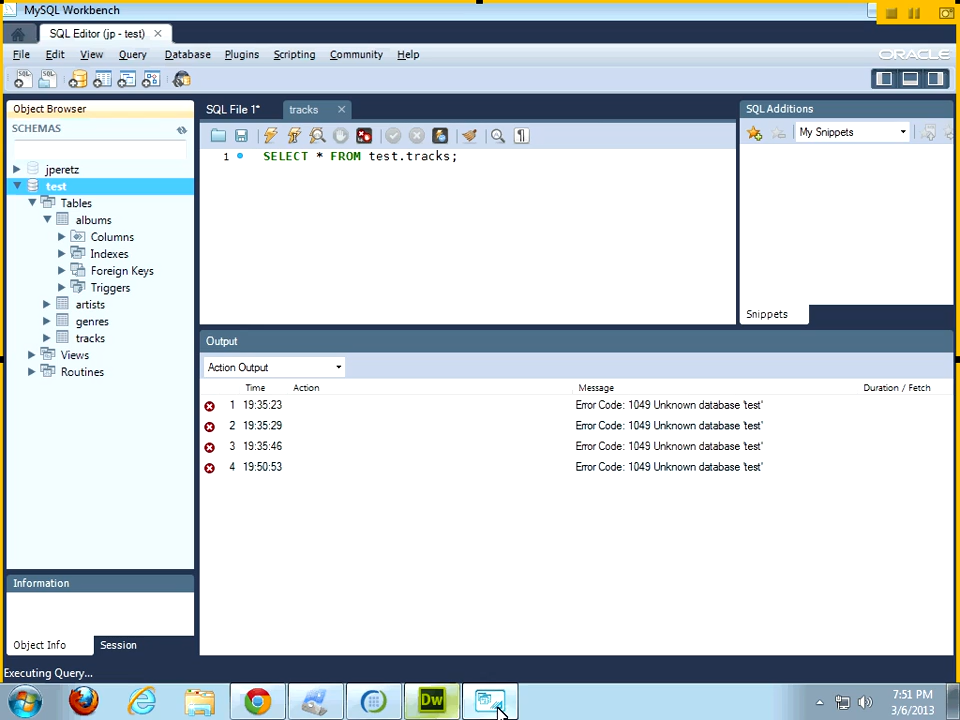 MySQL Workbench
SQL Editor (jp - test)
File Edit View Query Database Plugins Scripting Community Help
ORACLE
Object Browser
SCHEMAS
jperetz
test
Tables
albums
Columns
Indexes
Foreign Keys
Triggers
artists
genres
tracks
Views
Routines
Information
Object Info Session
SQL File 1* tracks
1 SELECT * FROM test.tracks;
SQL Additions
My Snippets
Snippets
Output
Action Output
Time Action Message Duration / Fetch
1 19:35:23 Error Code: 1049 Unknown database 'test'
2 19:35:29 Error Code: 1049 Unknown database 'test'
3 19:35:46 Error Code: 1049 Unknown database 'test'
4 19:50:53 Error Code: 1049 Unknown database 'test'
Executing Query...
Dw
7:51 PM
3/6/2013